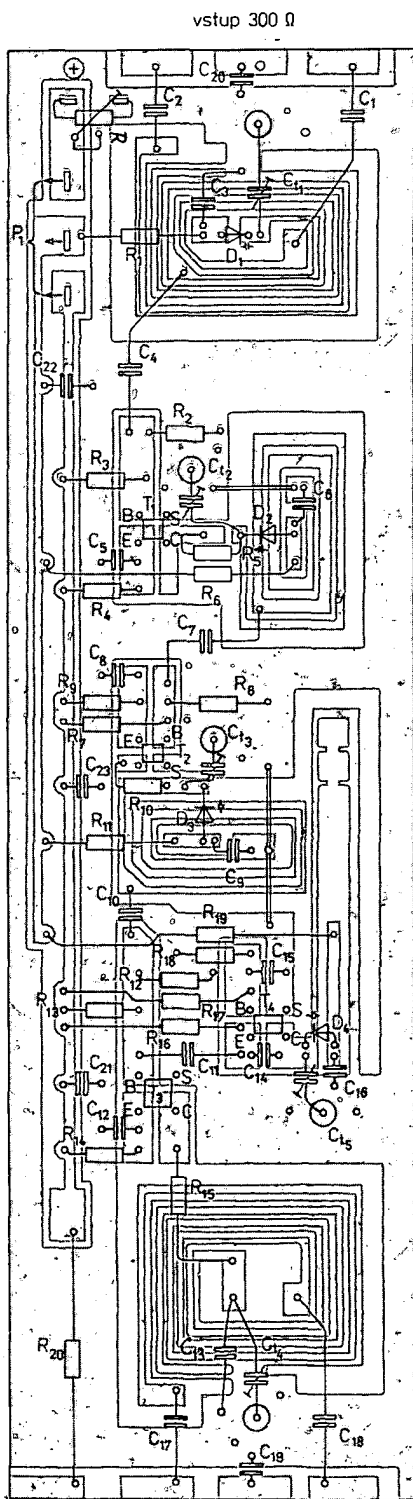 vstup 300 Ω
C20
C2
C1
R
C3
Ct1
P1
R1
D1
C4
C22
R2
R3
Ct2
C6
B T1 S
D2
C5 E C
R5
R6
R4
C7
C8
R9
R8
R7
B
Ct3
E T2
C23
S
R10
D3
R11
C9
C10
R19
R18
C15
R12
R13
R17
T4
B S
D4
R16
E C
C11
C14
C16
C21
S
B 3
Ct5
C12 E C
R14
R15
R20
C13
Ct4
C17
C18
C19